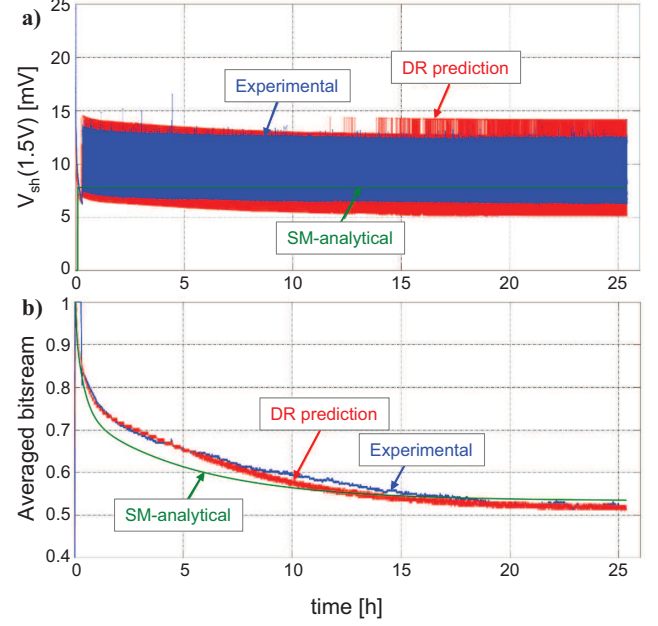 a)
25
20
15
10
5
0
V_sh(1.5V) [mV]
Experimental
DR prediction
SM-analytical
0 5 10 15 20 25
b)
1
0.9
0.8
0.7
0.6
0.5
0.4
Averaged bitsream
DR prediction
Experimental
SM-analytical
0 5 10 15 20 25
time [h]